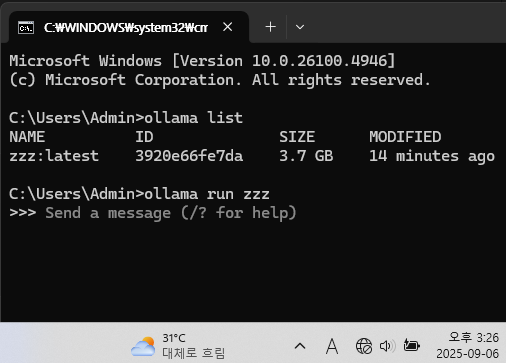 C:₩WINDOWS₩system32₩cm
Microsoft Windows [Version 10.0.26100.4946]
(c) Microsoft Corporation. All rights reserved.
C:\Users\Admin>ollama list
NAME ID SIZE MODIFIED
zzz:latest 3920e66fe7da 3.7 GB 14 minutes ago
C:\Users\Admin>ollama run zzz
>>> Send a message (/? for help)
31°C
대체로 흐림
A
오후 3:26
2025-09-06